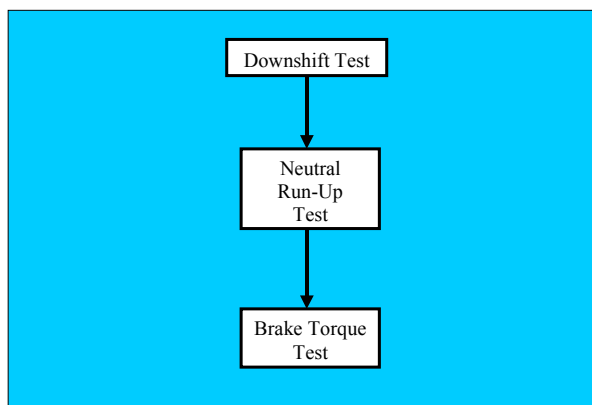 Downshift Test
Neutral
Run-Up
Test
Brake Torque
Test